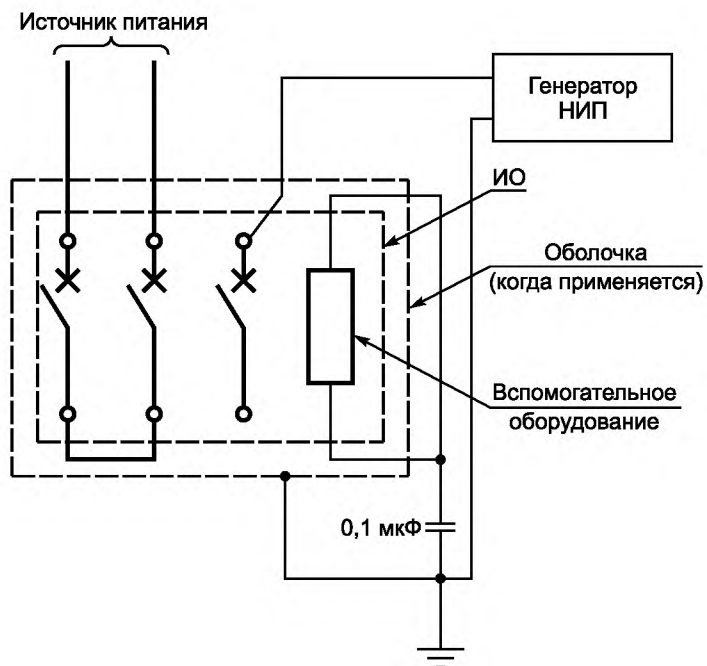 Источник питания
Генератор
НИП
ИО
Оболочка
(когда применяется)
Вспомогательное
оборудование
0,1 мкФ